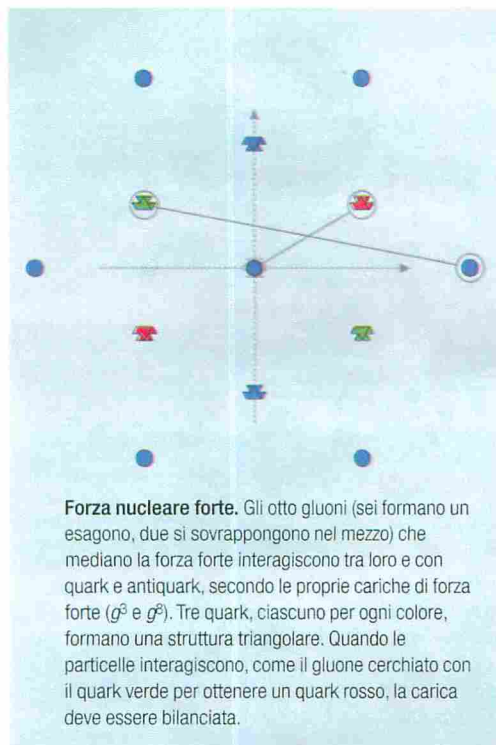 Forza nucleare forte. Gli otto gluoni (sei formano un
esagono, due si sovrappongono nel mezzo) che
mediano la forza forte interagiscono tra loro e con
quark e antiquark, secondo le proprie cariche di forza
forte (g³ e g⁸). Tre quark, ciascuno per ogni colore,
formano una struttura triangolare. Quando le
particelle interagiscono, come il gluone cerchiato con
il quark verde per ottenere un quark rosso, la carica
deve essere bilanciata.